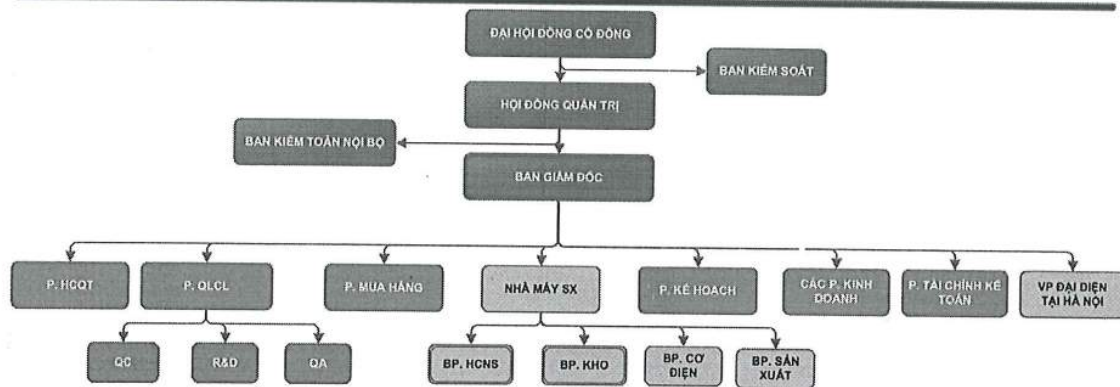 ĐẠI HỘI ĐỒNG CỔ ĐÔNG
BAN KIỂM SOÁT
HỘI ĐỒNG QUẢN TRỊ
BAN KIỂM TOÁN NỘI BỘ
BAN GIÁM ĐỐC
P. HCQT
P. QLCL
P. MUA HÀNG
NHÀ MÁY SX
P. KẾ HOẠCH
CÁC P. KINH
DOANH
P. TÀI CHÍNH KẾ
TOÁN
VP ĐẠI DIỆN
TẠI HÀ NỘI
QC
R&D
QA
BP. HCNS
BP. KHO
BP. CƠ
ĐIỆN
BP. SẢN
XUẤT